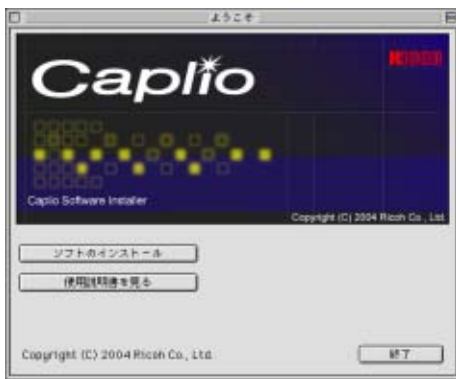 ようこそ
Caplio
RICOH
Caplio Software Installer
Copyright (C) 2004 Ricoh Co., Ltd.
ソフトのインストール
使用説明書を見る
Copyright (C) 2004 Ricoh Co., Ltd.
終了